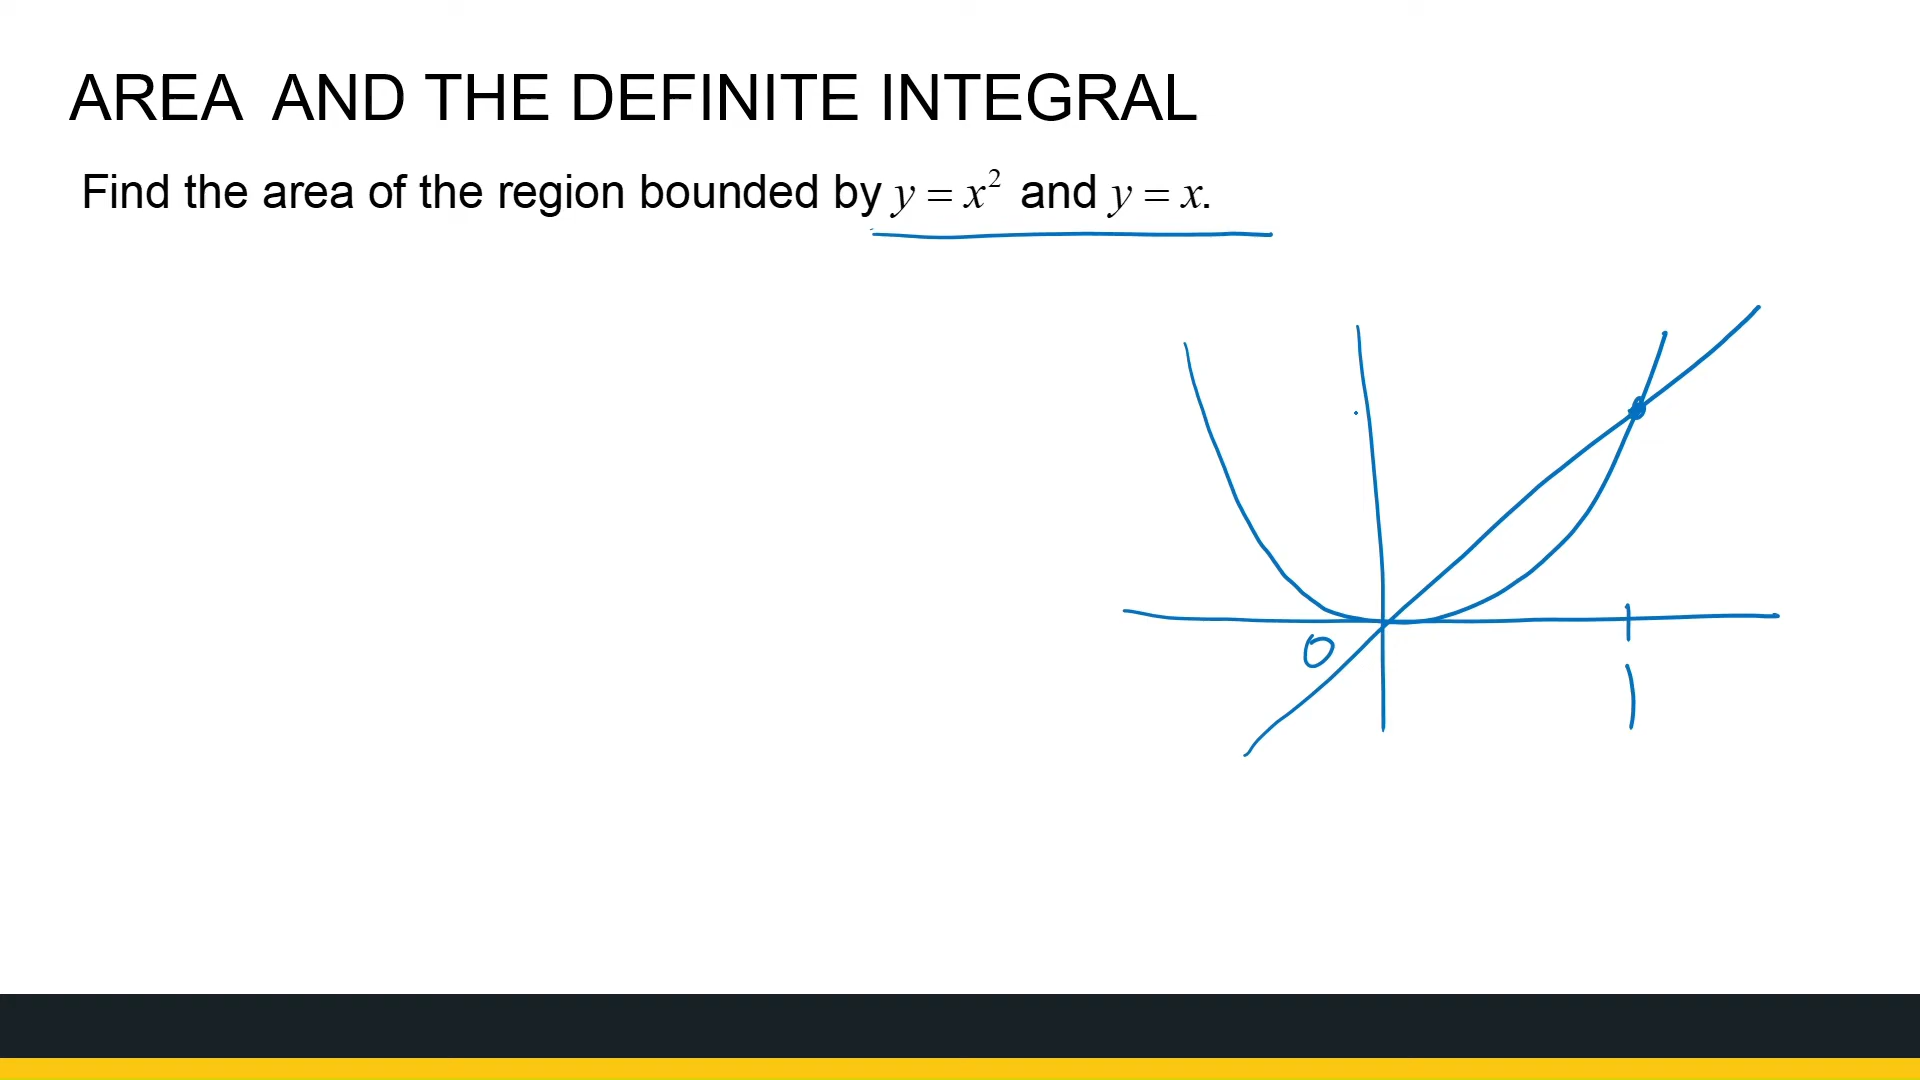 AREA AND THE DEFINITE INTEGRAL
Find the area of the region bounded by y = x² and y = x.
0
1